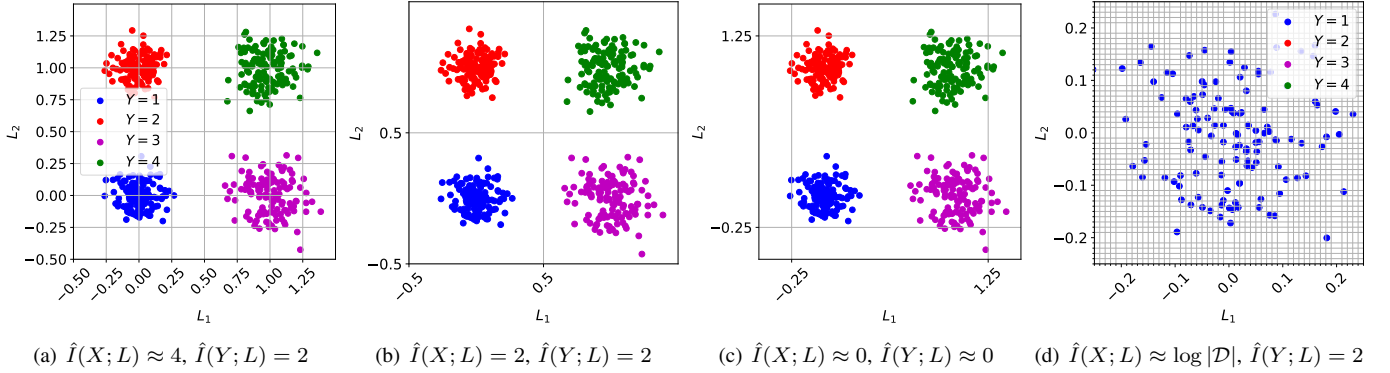 1.25
1.00
0.75
0.50
0.25
0.00
−0.25
−0.50
L2
Y = 1
Y = 2
Y = 3
Y = 4
−0.50
−0.25
0.00
0.25
0.50
0.75
1.00
1.25
L1
(a) Î(X; L) ≈ 4, Î(Y; L) = 2
0.5
−0.5
L2
−0.5
0.5
L1
(b) Î(X; L) = 2, Î(Y; L) = 2
1.25
−0.25
L2
−0.25
1.25
L1
(c) Î(X; L) ≈ 0, Î(Y; L) ≈ 0
0.2
0.1
0.0
−0.1
−0.2
L2
Y = 1
Y = 2
Y = 3
Y = 4
−0.2
−0.1
0.0
0.1
0.2
L1
(d) Î(X; L) ≈ log |𝒟|, Î(Y; L) = 2